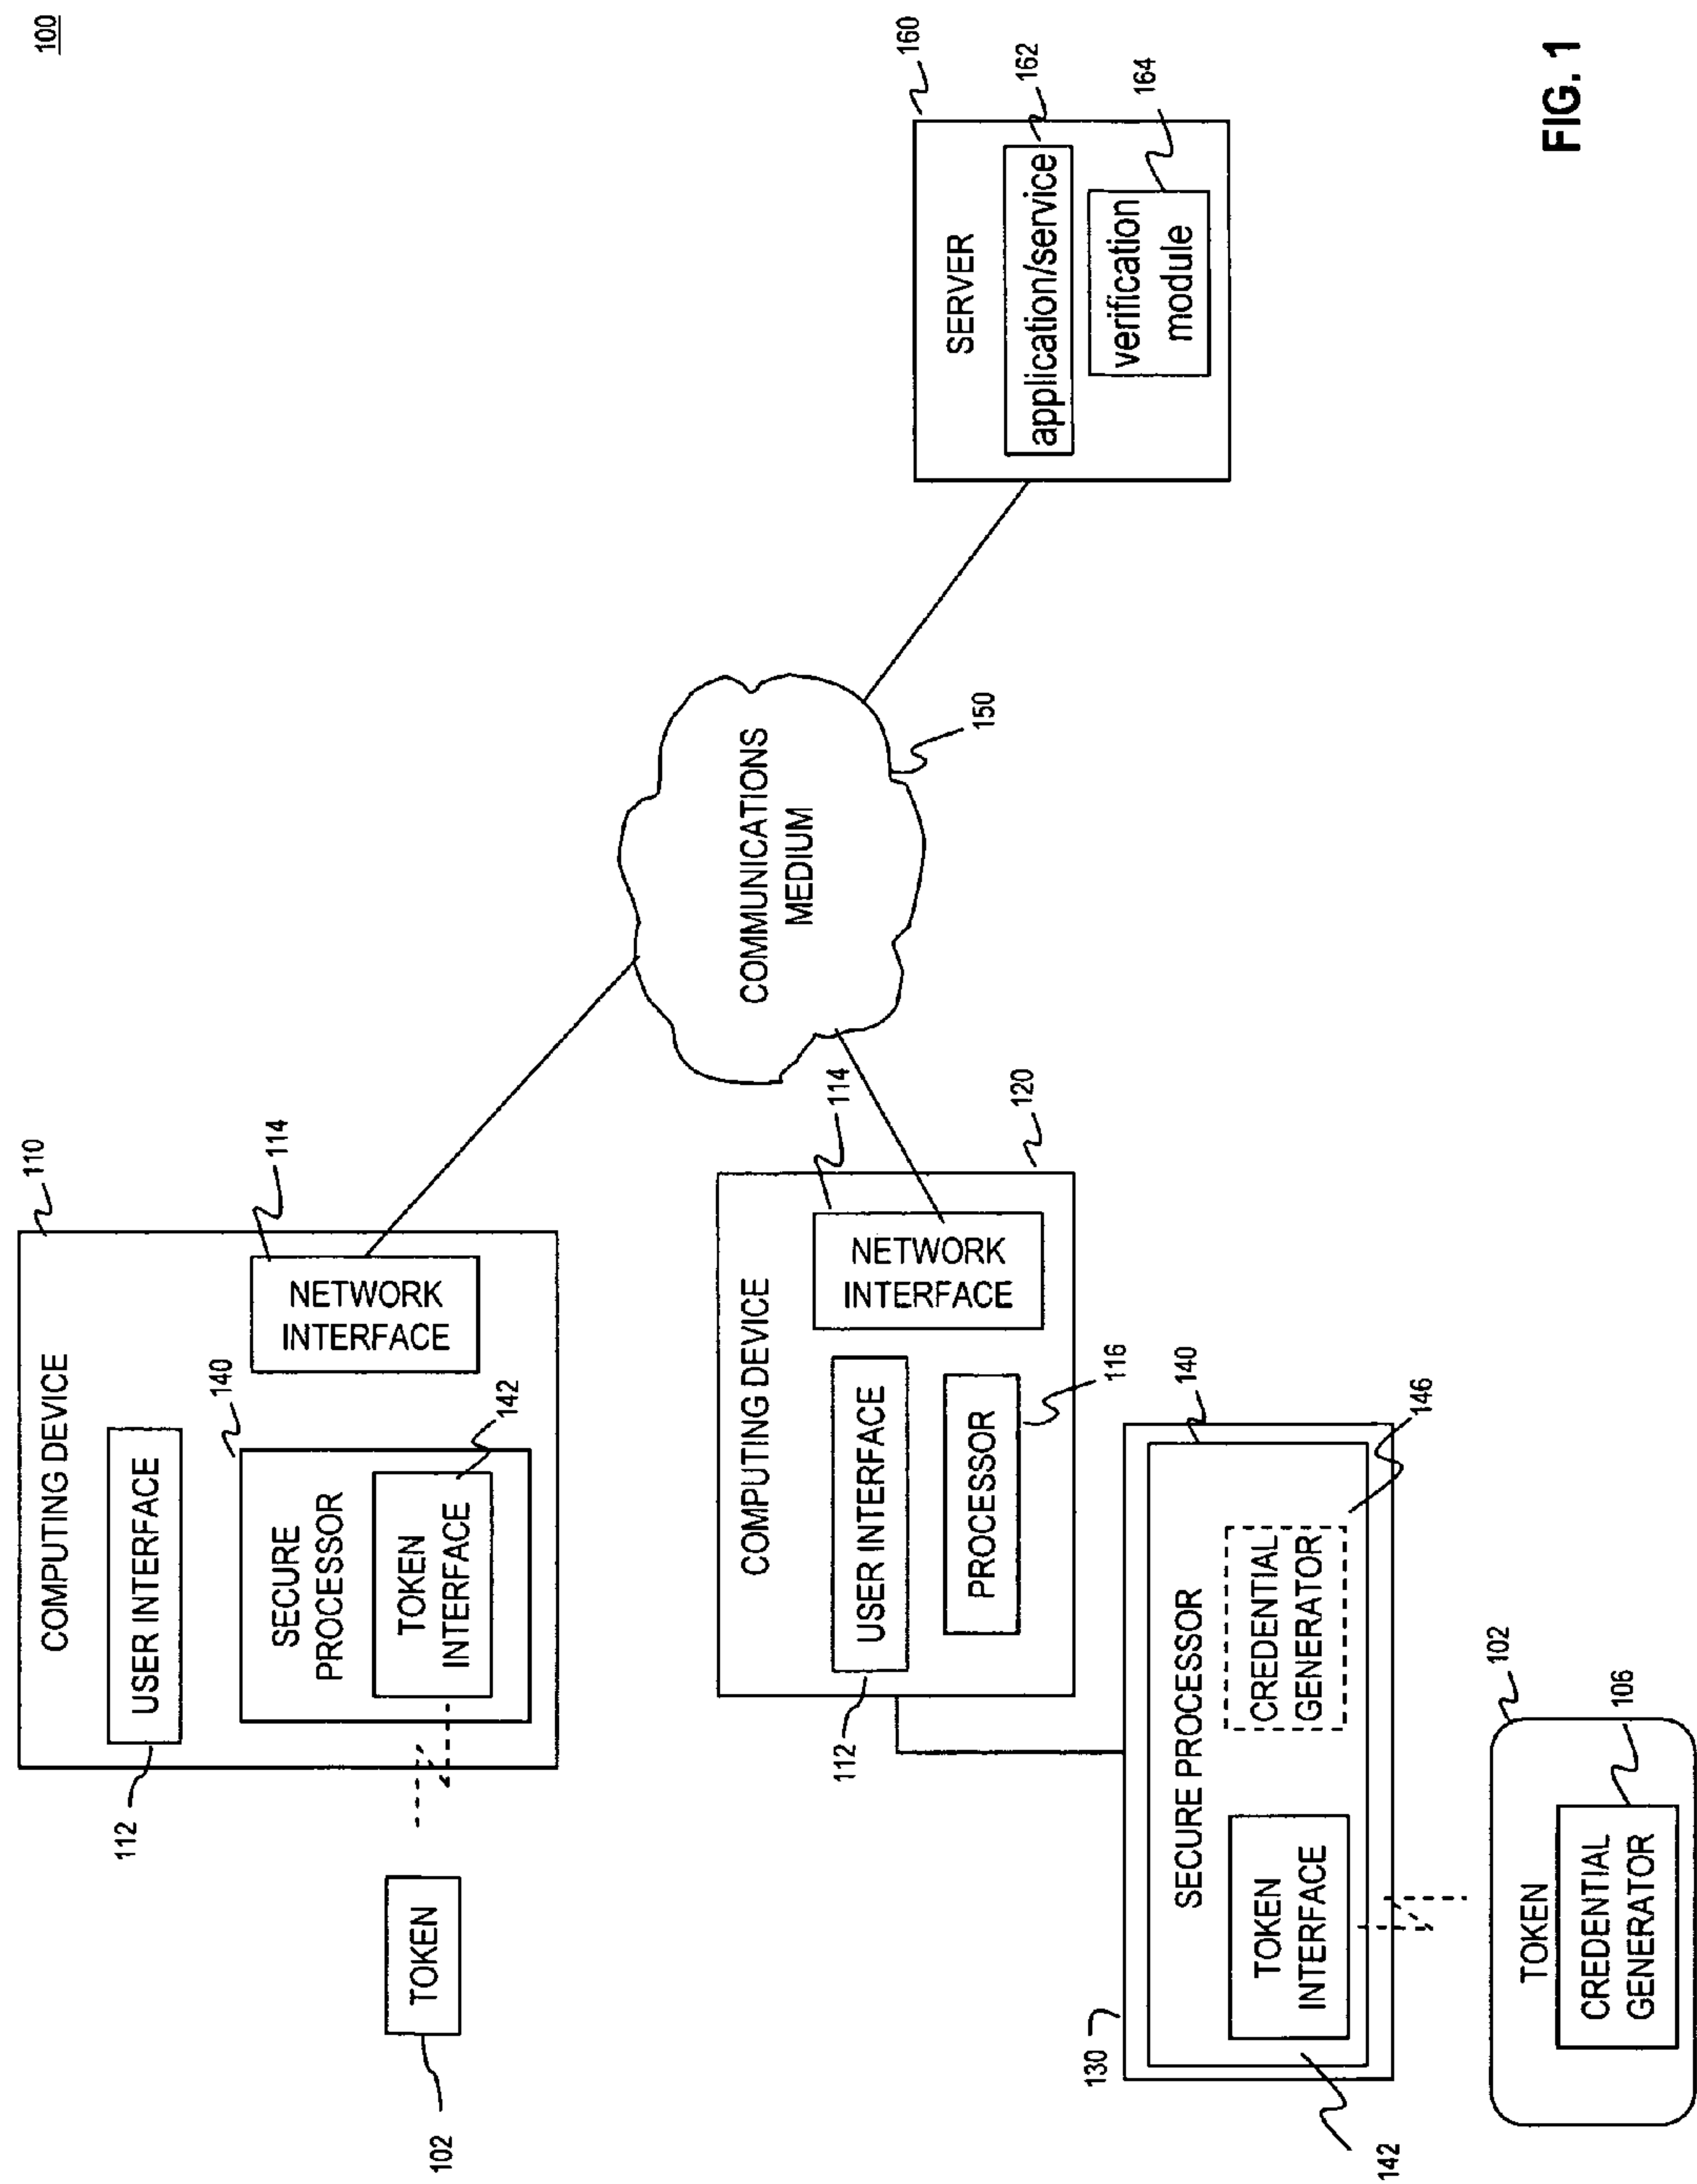 100
COMPUTING DEVICE
110
USER INTERFACE
112
114
NETWORK
INTERFACE
140
SECURE
PROCESSOR
142
TOKEN
INTERFACE
TOKEN
102
COMMUNICATIONS
MEDIUM
150
SERVER
160
application/service
162
verification
module
164
COMPUTING DEVICE
120
114
NETWORK
INTERFACE
USER INTERFACE
112
PROCESSOR
116
130
SECURE PROCESSOR
140
TOKEN
INTERFACE
142
CREDENTIAL
GENERATOR
146
TOKEN
102
CREDENTIAL
GENERATOR
106
FIG. 1